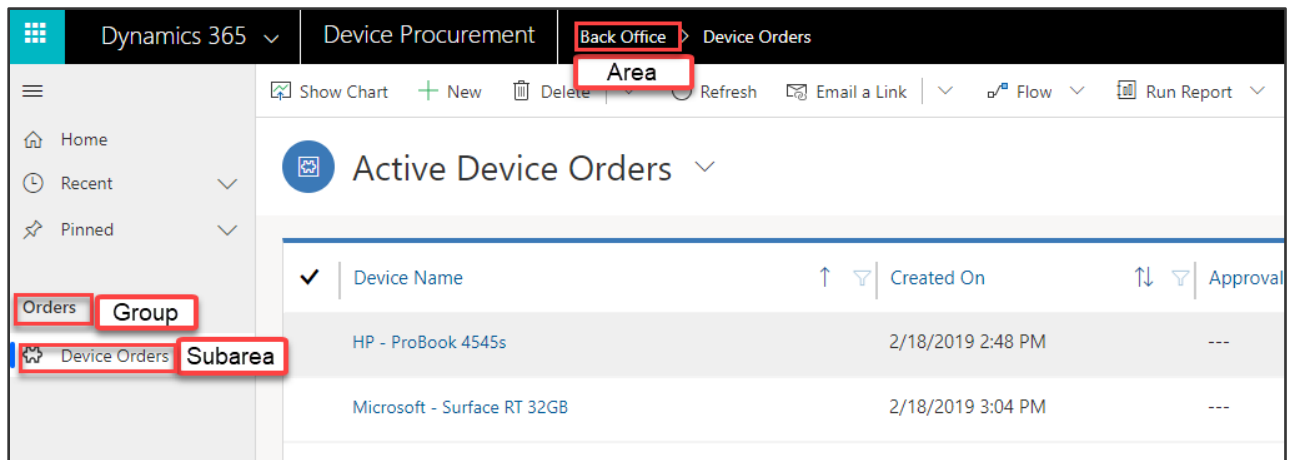 Dynamics 365 Device Procurement Back Office > Device Orders
Area
Show Chart New Delete Refresh Email a Link Flow Run Report
Home
Recent
Pinned
Active Device Orders
Device Name Created On Approval
Orders Group
HP - ProBook 4545s 2/18/2019 2:48 PM ---
Device Orders Subarea
Microsoft - Surface RT 32GB 2/18/2019 3:04 PM ---